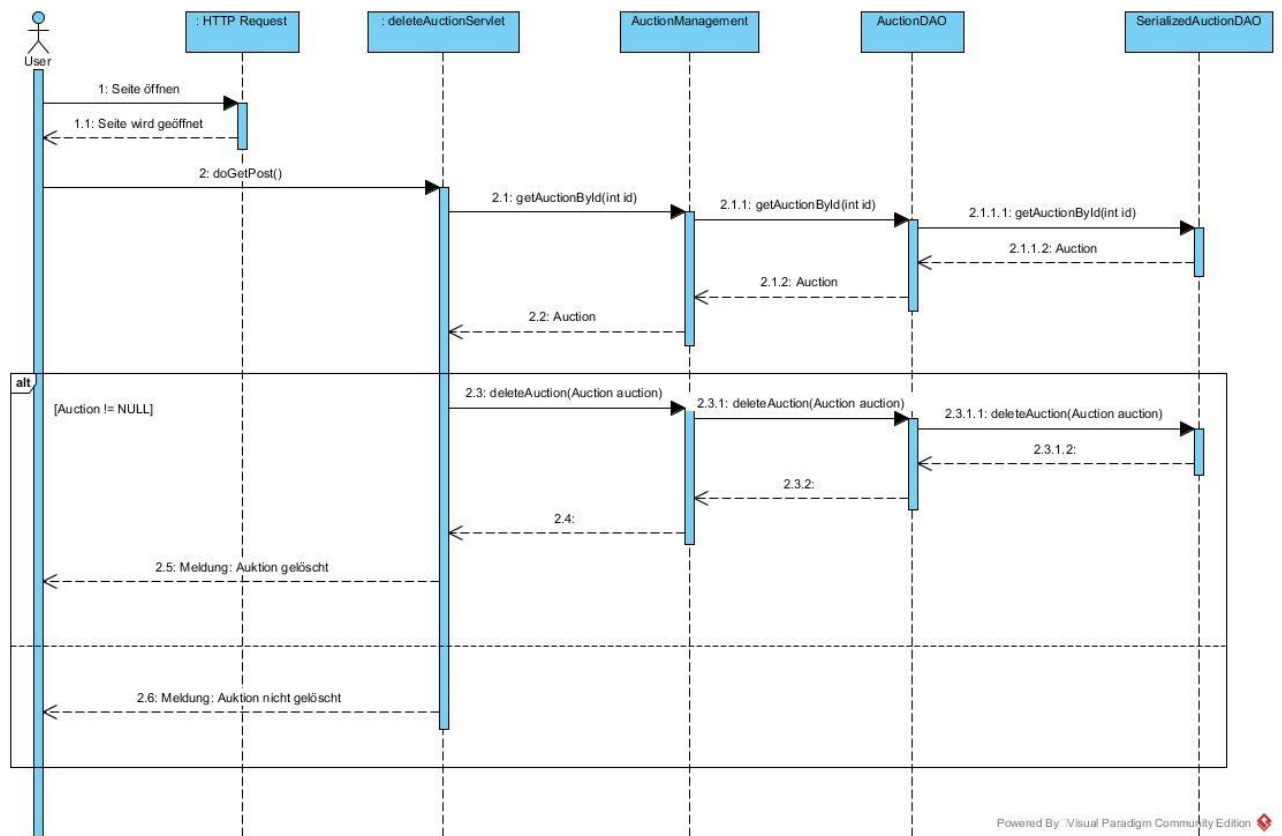 : HTTP Request
: deleteAuctionServlet
AuctionManagement
AuctionDAO
SerializedAuctionDAO
User
1: Seite öffnen
1.1: Seite wird geöffnet
2: doGetPost()
2.1: getAuctionById(int id)
2.1.1: getAuctionById(int id)
2.1.1.1: getAuctionById(int id)
2.1.1.2: Auction
2.1.2: Auction
2.2: Auction
alt
[Auction != NULL]
2.3: deleteAuction(Auction auction)
2.3.1: deleteAuction(Auction auction)
2.3.1.1: deleteAuction(Auction auction)
2.3.1.2:
2.3.2:
2.4:
2.5: Meldung: Auktion gelöscht
2.6: Meldung: Auktion nicht gelöscht
Powered By Visual Paradigm Community Edition